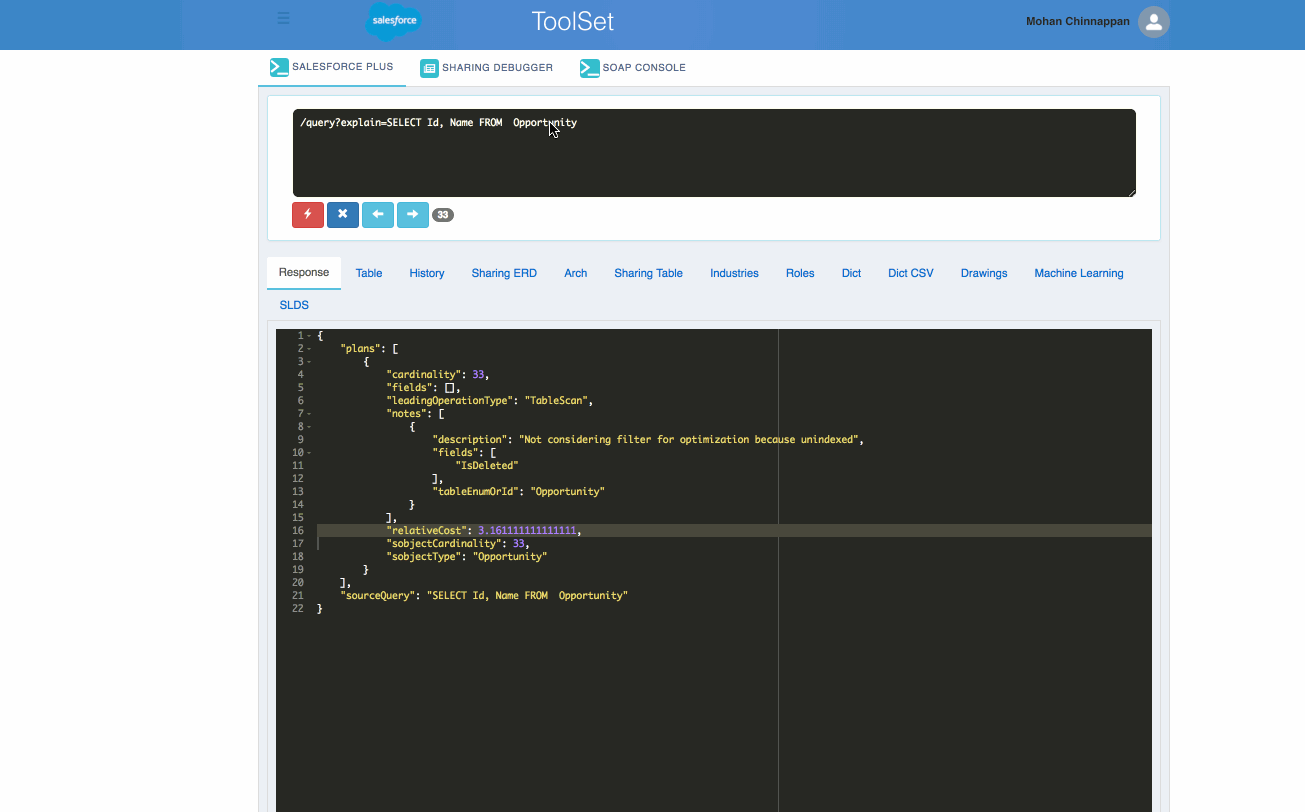 salesforce
ToolSet
Mohan Chinnappan
SALESFORCE PLUS
SHARING DEBUGGER
SOAP CONSOLE
/query?explain=SELECT Id, Name FROM  Opportunity
33
Response Table History Sharing ERD Arch Sharing Table Industries Roles Dict Dict CSV Drawings Machine Learning
SLDS
1 {
2 "plans": [
3 {
4 "cardinality": 33,
5 "fields": [],
6 "leadingOperationType": "TableScan",
7 "notes": [
8 {
9 "description": "Not considering filter for optimization because unindexed",
10 "fields": [
11 "IsDeleted"
12 ],
13 "tableEnumOrId": "Opportunity"
14 }
15 ],
16 "relativeCost": 3.161111111111111,
17 "sobjectCardinality": 33,
18 "sobjectType": "Opportunity"
19 }
20 ],
21 "sourceQuery": "SELECT Id, Name FROM  Opportunity"
22 }